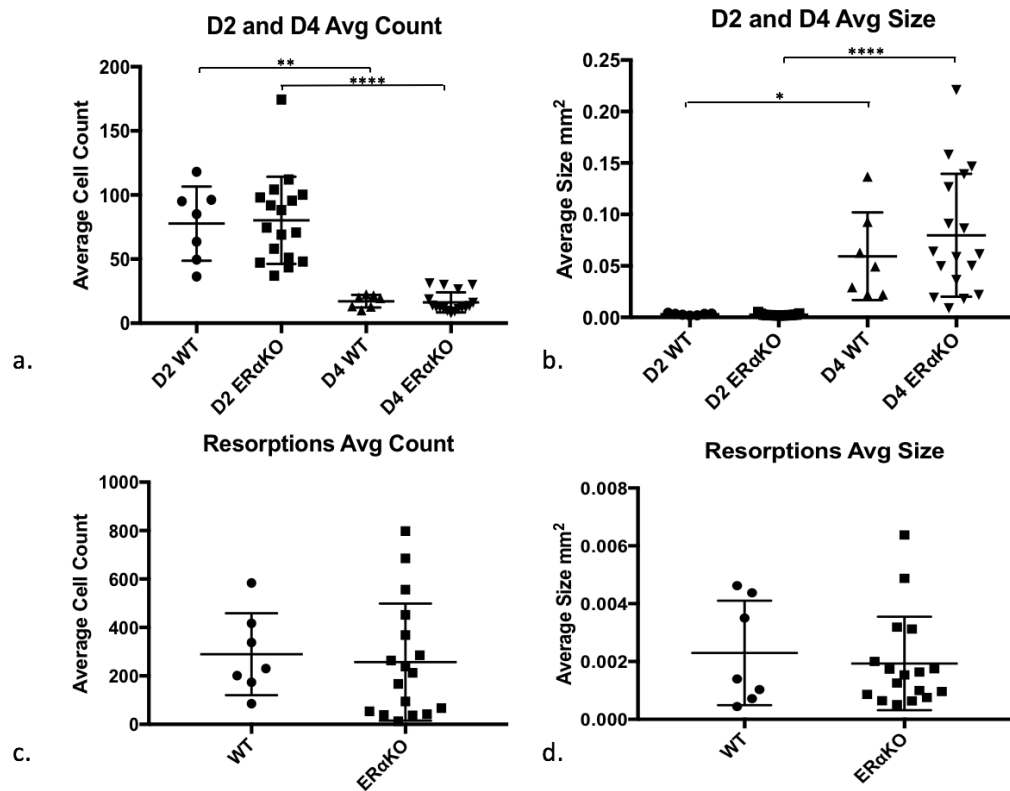 D2 and D4 Avg Count
**
****
Average Cell Count
200
150
100
50
0
D2 WT
D2 ERαKO
D4 WT
D4 ERαKO
a.
D2 and D4 Avg Size
****
*
Average Size mm²
0.25
0.20
0.15
0.10
0.05
0.00
D2 WT
D2 ERαKO
D4 WT
D4 ERαKO
b.
Resorptions Avg Count
Average Cell Count
1000
800
600
400
200
0
WT
ERαKO
c.
Resorptions Avg Size
Average Size mm²
0.008
0.006
0.004
0.002
0.000
WT
ERαKO
d.